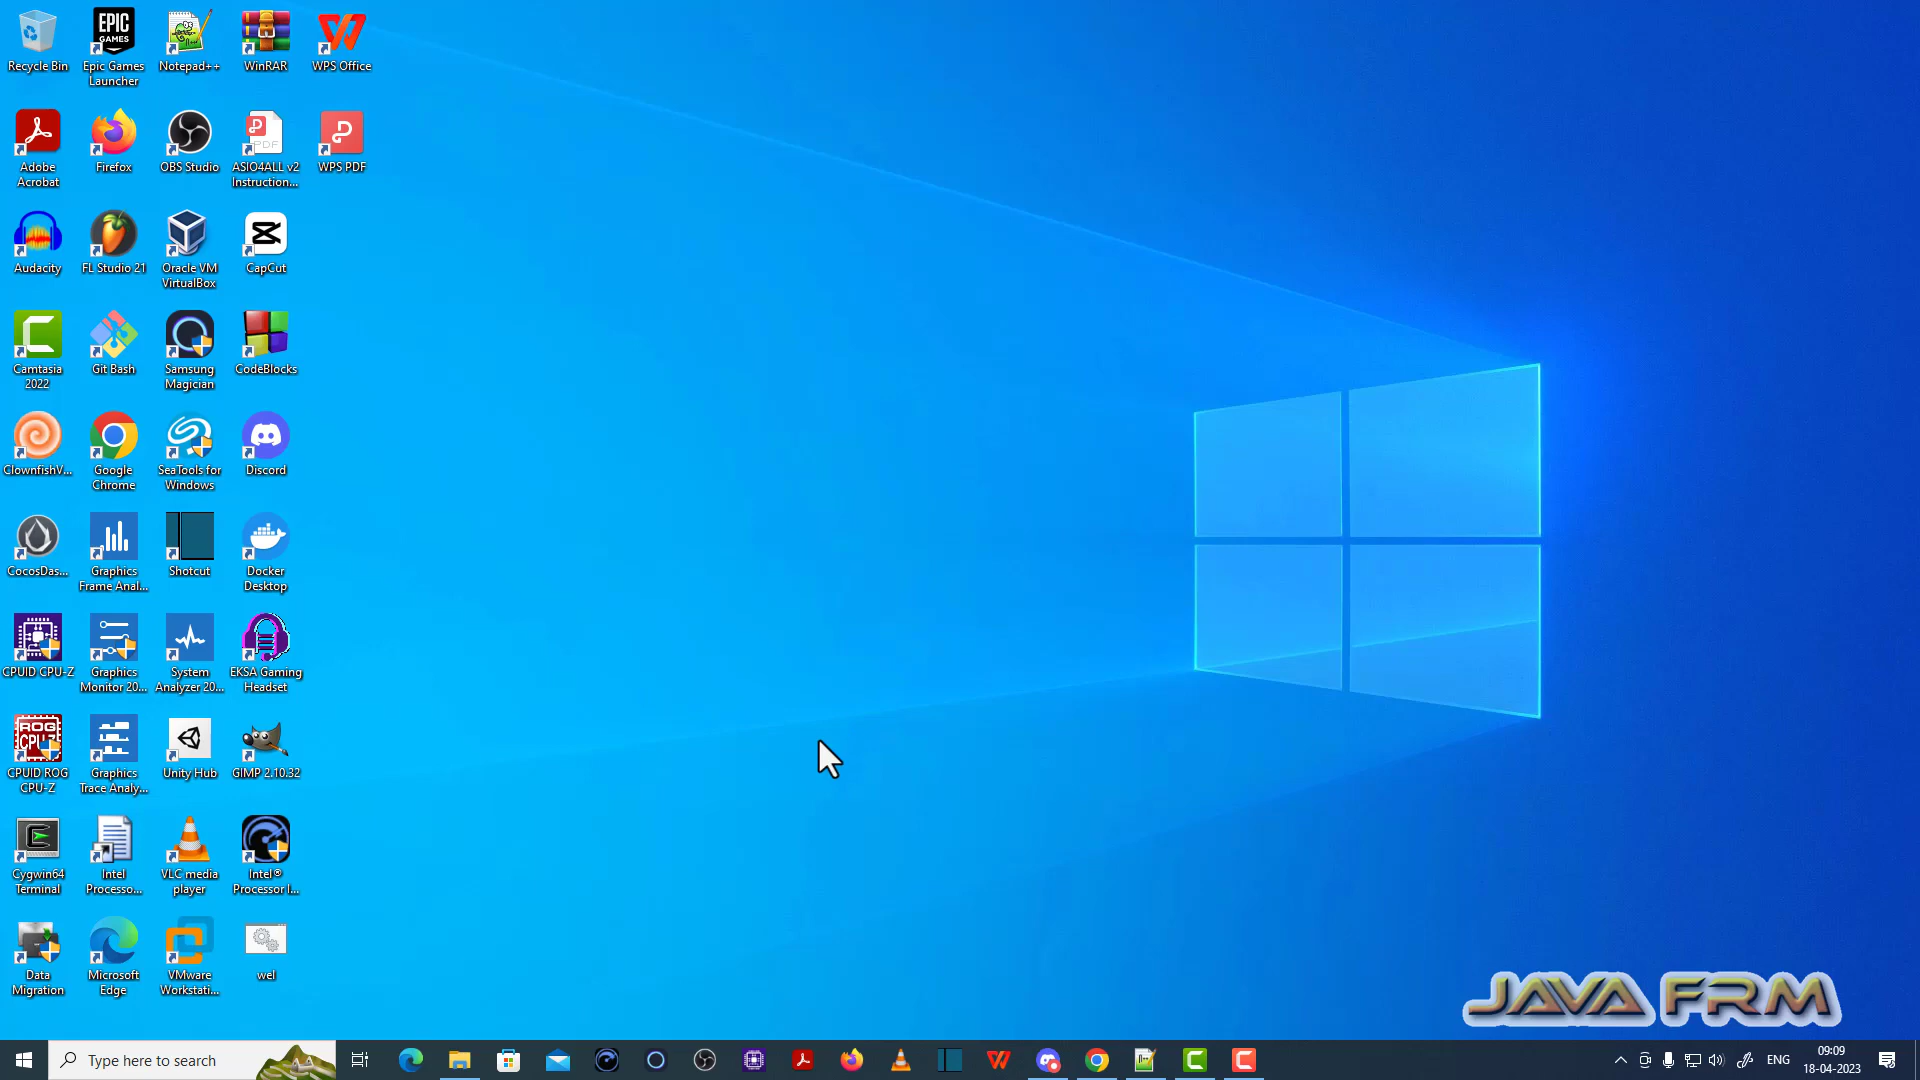 Recycle Bin
Epic Games
Launcher
Notepad++
WinRAR
WPS Office
Adobe
Acrobat
Firefox
OBS Studio
ASIO4ALL v2
Instruction...
WPS PDF
Audacity
FL Studio 21
Oracle VM
VirtualBox
CapCut
Camtasia
2022
Git Bash
Samsung
Magician
CodeBlocks
ClownfishV...
Google
Chrome
SeaTools for
Windows
Discord
CocosDas...
Graphics
Frame Anal...
Shotcut
Docker
Desktop
CPUID CPU-Z
Graphics
Monitor 20...
System
Analyzer 20...
EKSA Gaming
Headset
CPUID ROG
CPU-Z
Graphics
Trace Analy...
Unity Hub
GIMP 2.10.32
Cygwin64
Terminal
Intel
Processo...
VLC media
player
Intel®
Processor I...
Data
Migration
Microsoft
Edge
VMware
Workstati...
wel
JAVA FRM
Type here to search
ENG
09:09
18-04-2023